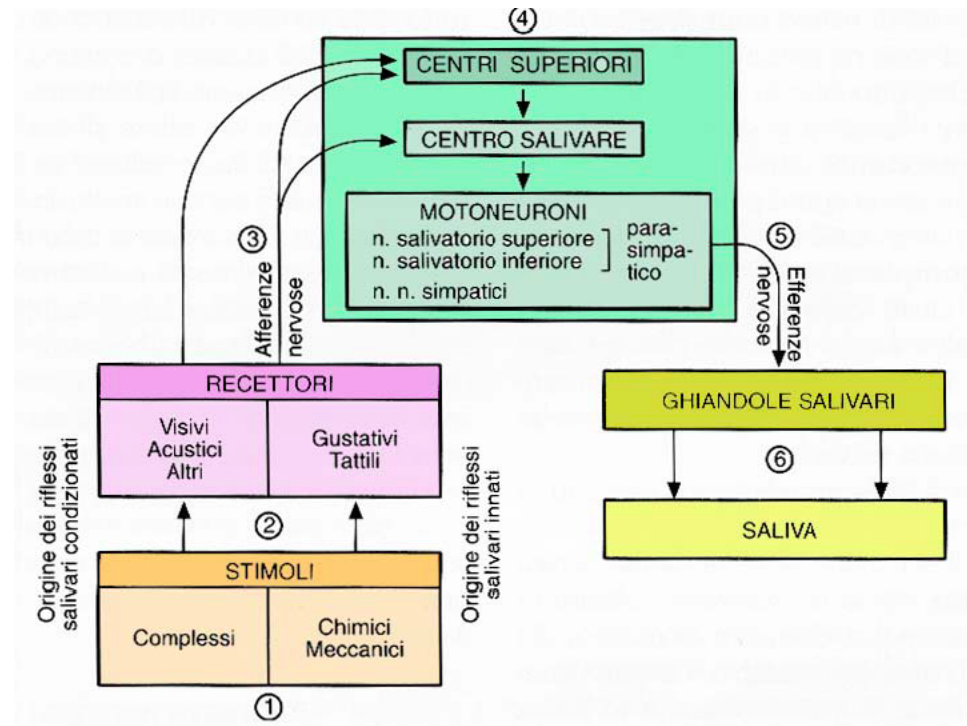 ④
CENTRI SUPERIORI
CENTRO SALIVARE
MOTONEURONI
n. salivatorio superiore
n. salivatorio inferiore
para-
simpa-
tico
n. n. simpatici
③
Afferenze
nervose
⑤
Efferenze
nervose
RECETTORI
Visivi
Acustici
Altri
Gustativi
Tattili
Origine dei riflessi
salivari condizionati
Origine dei riflessi
salivari innati
②
STIMOLI
Complessi
Chimici
Meccanici
①
GHIANDOLE SALIVARI
⑥
SALIVA